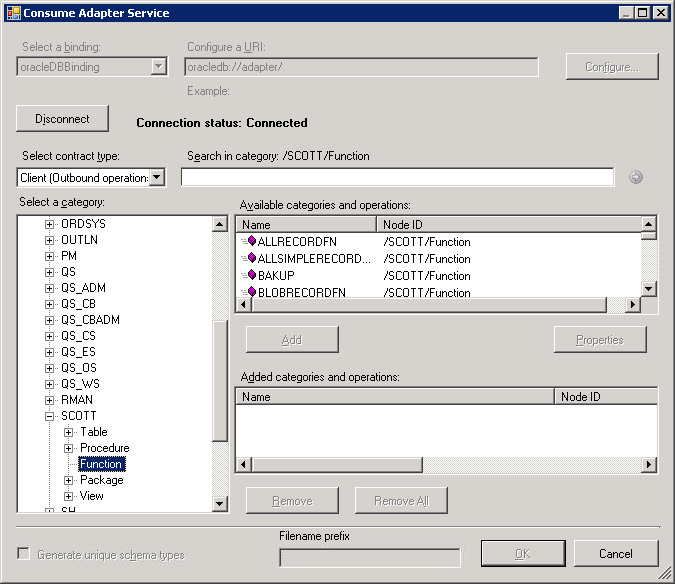 Consume Adapter Service
Select a binding:
Configure a URI:
oracleDBBinding
oracledb://adapter/
Configure...
Example:
Disconnect
Connection status: Connected
Select contract type:
Search in category: /SCOTT/Function
Client (Outbound operation:
Select a category:
Available categories and operations:
ORDSYS
OUTLN
PM
QS
QS_ADM
QS_CB
QS_CBADM
QS_CS
QS_ES
QS_OS
QS_WS
RMAN
SCOTT
Table
Procedure
Function
Package
View
SH
Name Node ID
ALLRECORDFN /SCOTT/Function
ALLSIMPLERECORD... /SCOTT/Function
BAKUP /SCOTT/Function
BLOBRECORDFN /SCOTT/Function
Add
Properties
Added categories and operations:
Name Node ID
Remove
Remove All
Generate unique schema types
Filename prefix
OK
Cancel